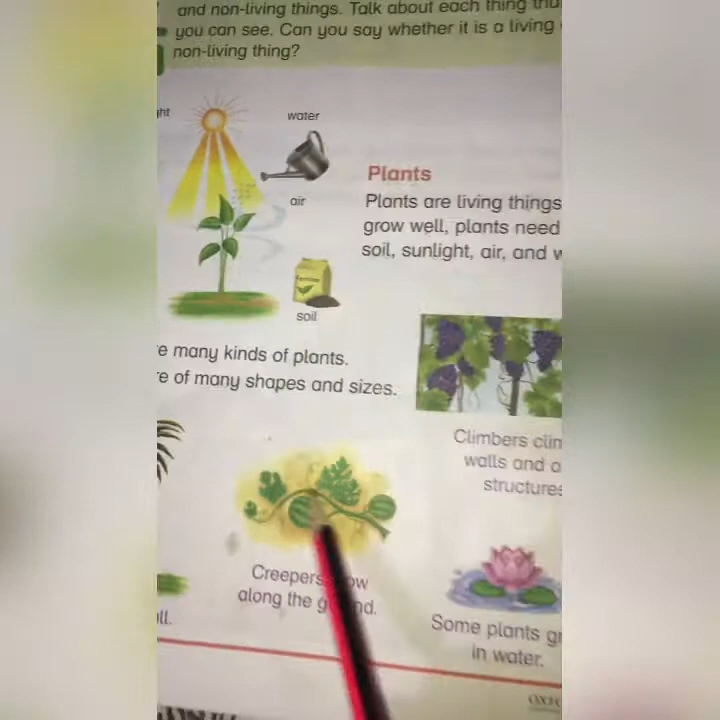 and non-living things. Talk about each thing
you can see. Can you say whether it is a living
non-living thing?
water
air
soil
Plants
Plants are living things
grow well, plants need
soil, sunlight, air, and
many kinds of plants.
of many shapes and sizes.
Climbers
walls and
structures
Creepers
along the
Some plants
in water.